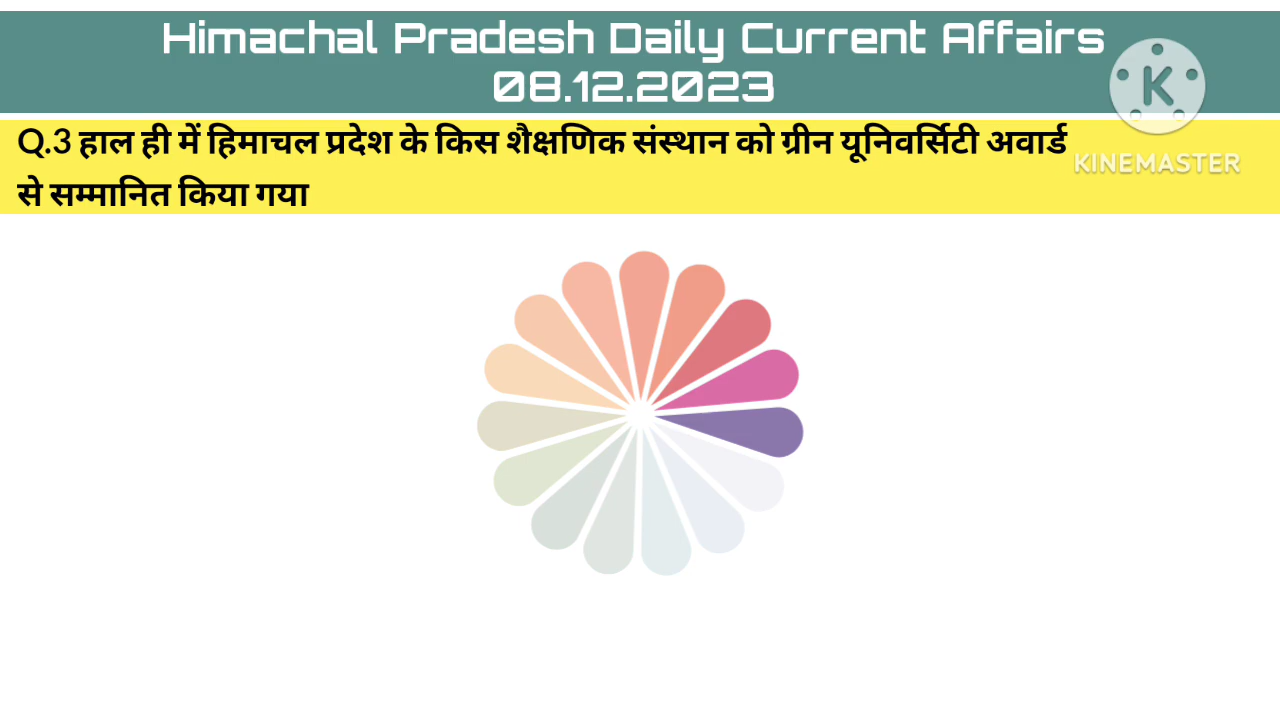 Himachal Pradesh Daily Current Affairs
08.12.2023
Q.3 हाल ही में हिमाचल प्रदेश के किस शैक्षणिक संस्थान को ग्रीन यूनिवर्सिटी अवार्ड
से सम्मानित किया गया
K
KINEMASTER